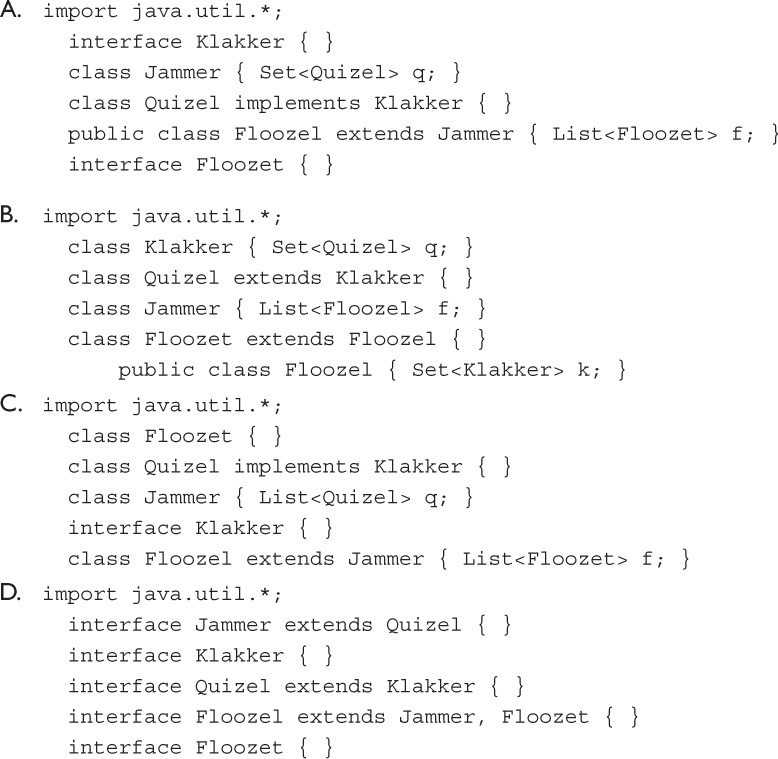 A. import java.util.*;
interface Klakker { }
class Jammer { Set<Quizel> q; }
class Quizel implements Klakker { }
public class Floozel extends Jammer { List<Floozet> f; }
interface Floozet { }
B. import java.util.*;
class Klakker { Set<Quizel> q; }
class Quizel extends Klakker { }
class Jammer { List<Floozel> f; }
class Floozet extends Floozel { }
public class Floozel { Set<Klakker> k; }
C. import java.util.*;
class Floozet { }
class Quizel implements Klakker { }
class Jammer { List<Quizel> q; }
interface Klakker { }
class Floozel extends Jammer { List<Floozet> f; }
D. import java.util.*;
interface Jammer extends Quizel { }
interface Klakker { }
interface Quizel extends Klakker { }
interface Floozel extends Jammer, Floozet { }
interface Floozet { }